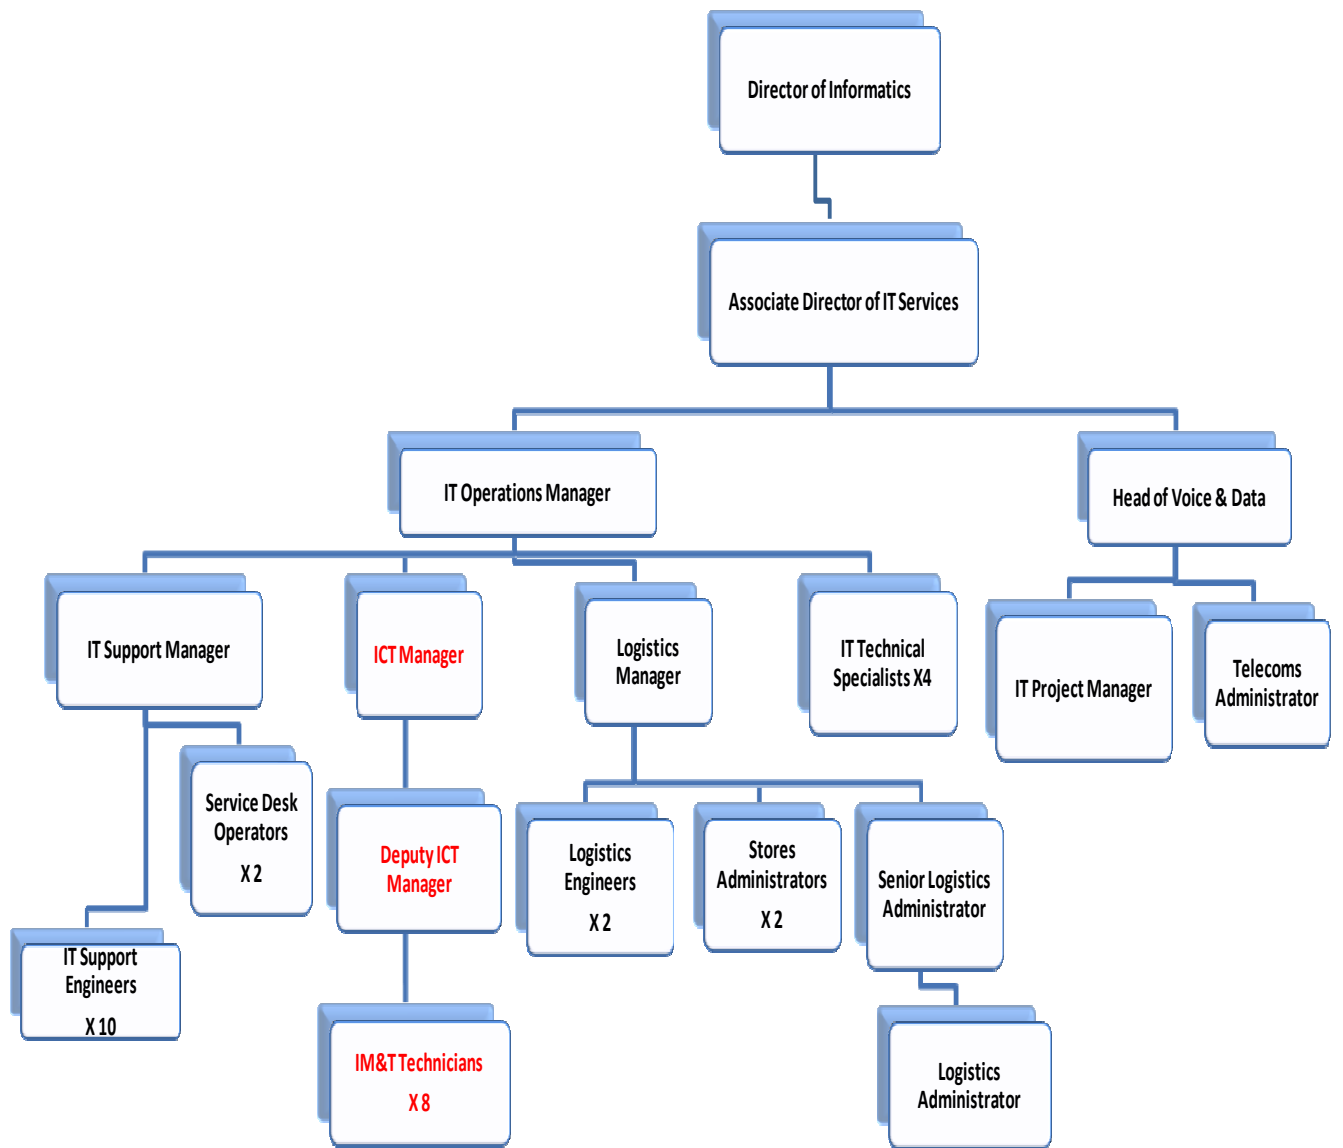 Director of Informatics
Associate Director of IT Services
IT Operations Manager
Head of Voice & Data
IT Support Manager
ICT Manager
Logistics
Manager
IT Technical
Specialists X4
IT Project Manager
Telecoms
Administrator
Service Desk
Operators
X 2
Deputy ICT
Manager
Logistics
Engineers
X 2
Stores
Administrators
X 2
Senior Logistics
Administrator
IT Support
Engineers
X 10
IM&T Technicians
X 8
Logistics
Administrator